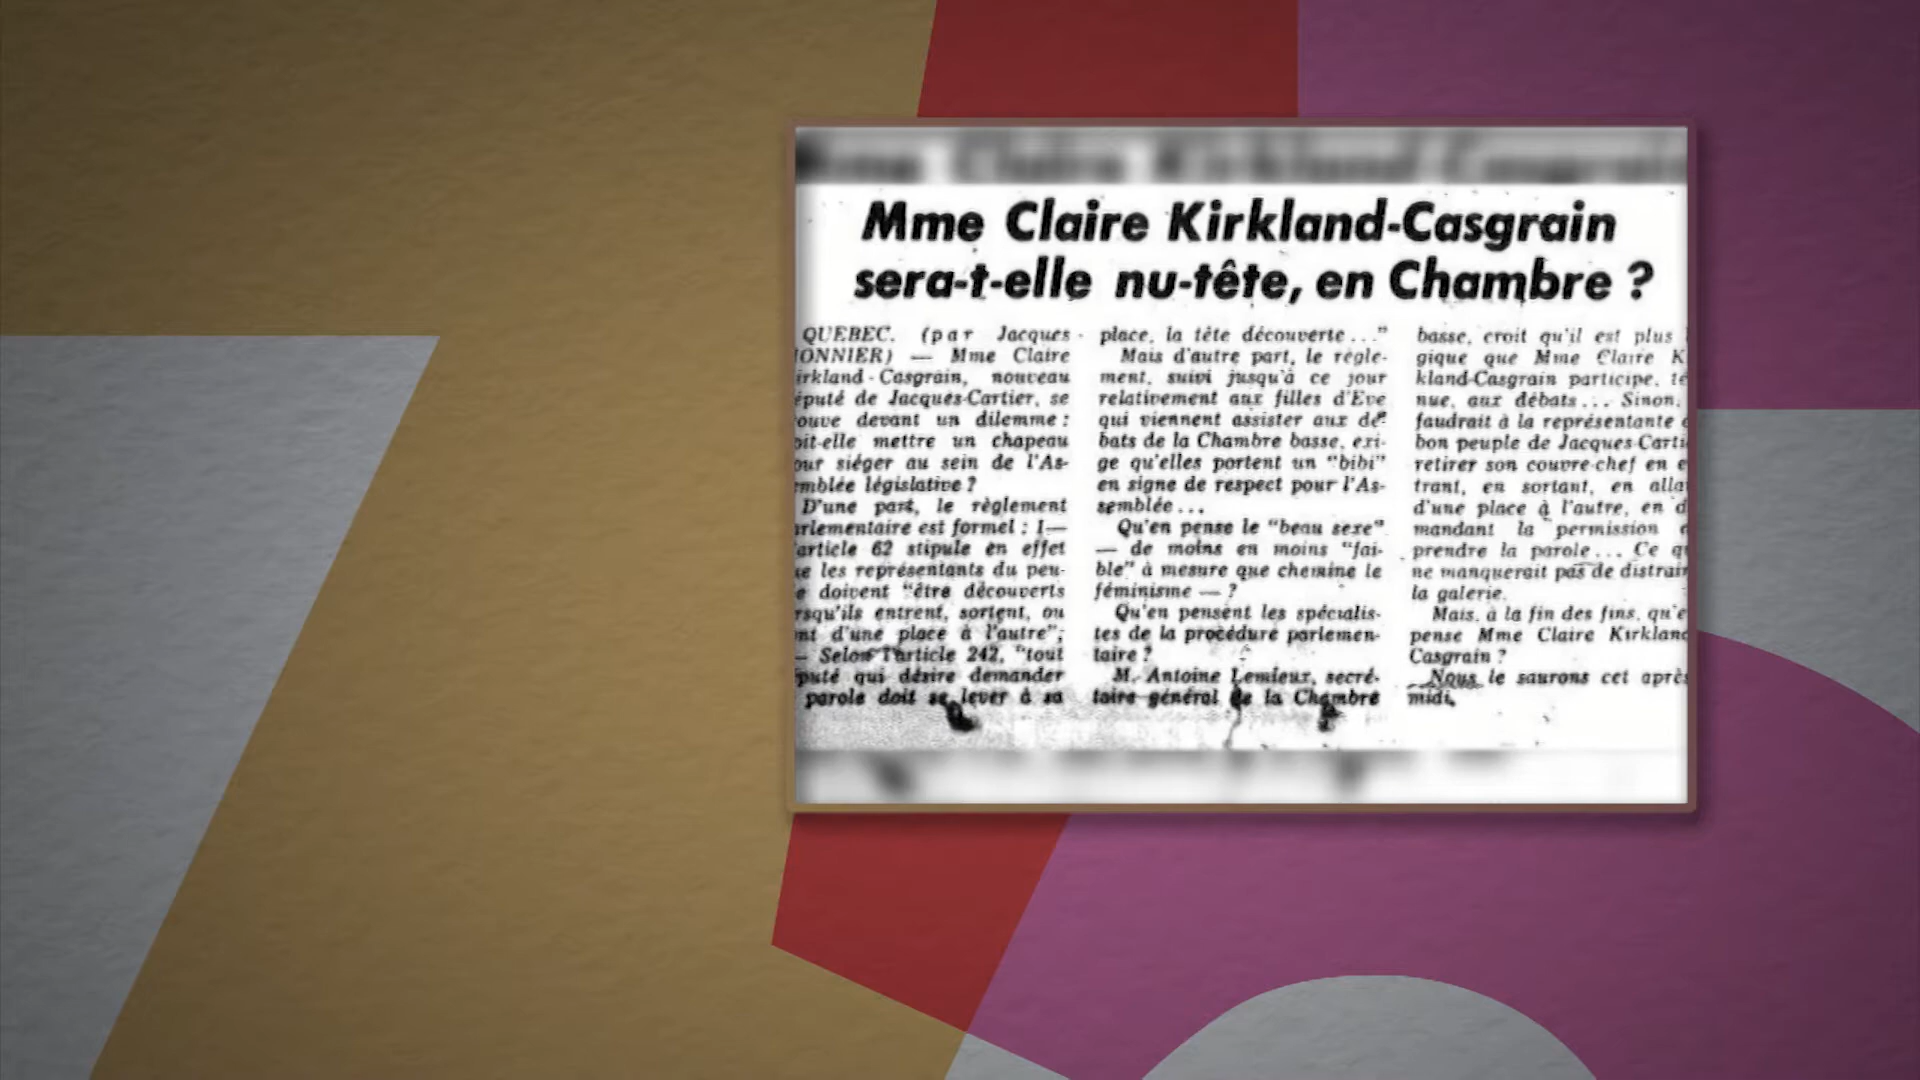 Mme Claire Kirkland-Casgrain
sera-t-elle nu-tête, en Chambre ?
QUEBEC. (par Jacques
IONNIER) — Mme Claire
irkland-Casgrain, nouveau
éputé de Jacques-Cartier, se
ouve devant un dilemme :
oit-elle mettre un chapeau
our siéger au sein de l'As-
emblée législative ?
D'une part, le règlement
arlementaire est formel : 1—
'article 62 stipule en effet
ue les représentants du peu-
e doivent "être découverts
rsqu'ils entrent, sortent, ou
nt d'une place à l'autre";
— Selon l'article 242, "tout
puté qui désire demander
parole doit se lever à sa
place, la tête découverte..."
Mais d'autre part, le règle-
ment, suivi jusqu'à ce jour
relativement aux filles d'Eve
qui viennent assister aux dé-
bats de la Chambre basse, exi-
ge qu'elles portent un "bibi"
en signe de respect pour l'As-
semblée...
Qu'en pense le "beau sexe"
— de moins en moins "fai-
ble" à mesure que chemine le
féminisme — ?
Qu'en pensent les spécialis-
tes de la procédure parlemen-
taire ?
M. Antoine Lemieux, secré-
taire général de la Chambre
basse, croit qu'il est plus l
gique que Mme Claire K
kland-Casgrain participe, tê
nue, aux débats... Sinon,
faudrait à la représentante d
bon peuple de Jacques-Carti
retirer son couvre-chef en e
trant, en sortant, en alla
d'une place à l'autre, en d
mandant la permission d
prendre la parole... Ce qu
ne manquerait pas de distrair
la galerie.
Mais, à la fin des fins, qu'e
pense Mme Claire Kirkland
Casgrain ?
Nous le saurons cet après
midi.